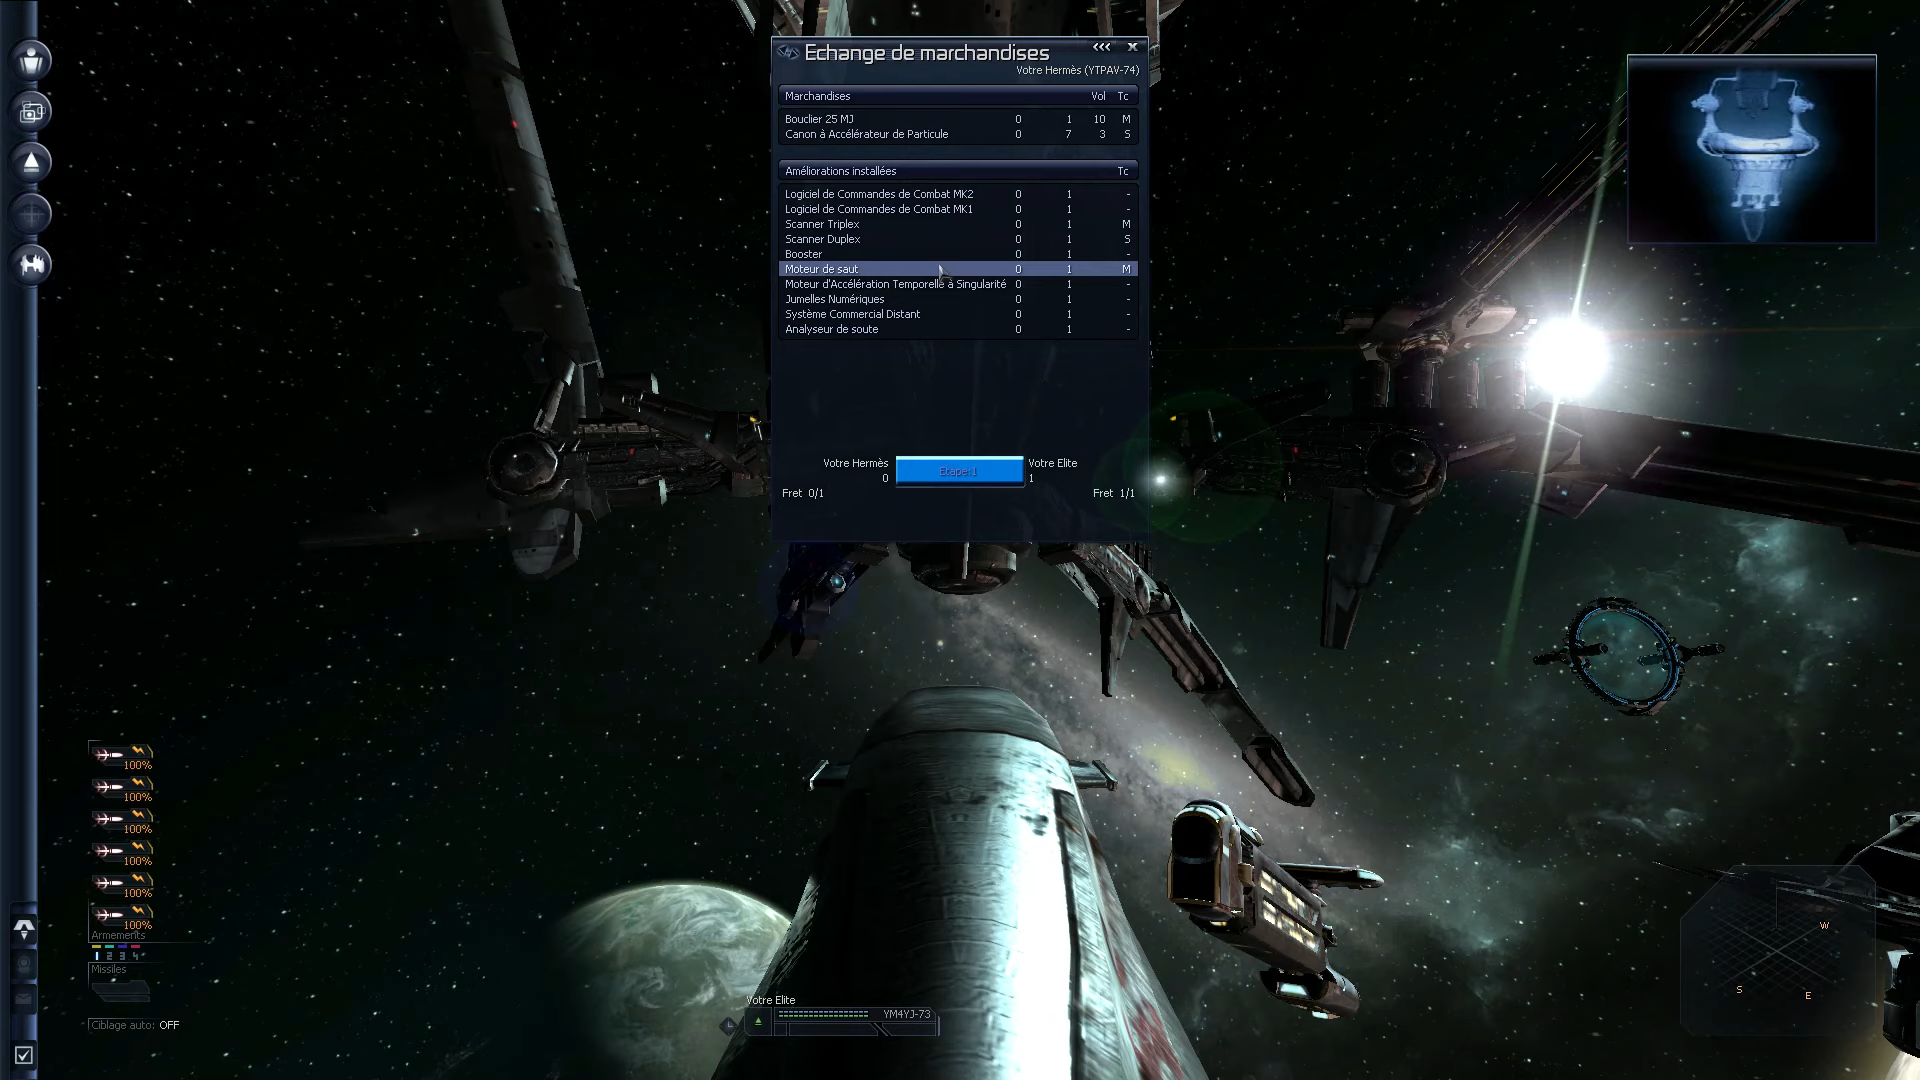 Echange de marchandises
Votre Hermès (YTPAV-74)
Marchandises Vol Tc
Bouclier 25 MJ 0 1 10 M
Canon à Accélérateur de Particule 0 7 3 S
Améliorations installées Tc
Logiciel de Commandes de Combat MK2 0 1 -
Logiciel de Commandes de Combat MK1 0 1 -
Scanner Triplex 0 1 M
Scanner Duplex 0 1 S
Booster 0 1 -
Moteur de saut 0 1 M
Moteur d'Accélération Temporelle à Singularité 0 1 -
Jumelles Numériques 0 1 -
Système Commercial Distant 0 1 -
Analyseur de soute 0 1 -
Votre Hermès Etape:1 Votre Elite
0 1
Fret 0/1 Fret 1/1
100%
100%
100%
100%
100%
100%
Armements
1 2 3 4
Missiles
Ciblage auto: OFF
Votre Elite
YM4YJ-73
W
S
E